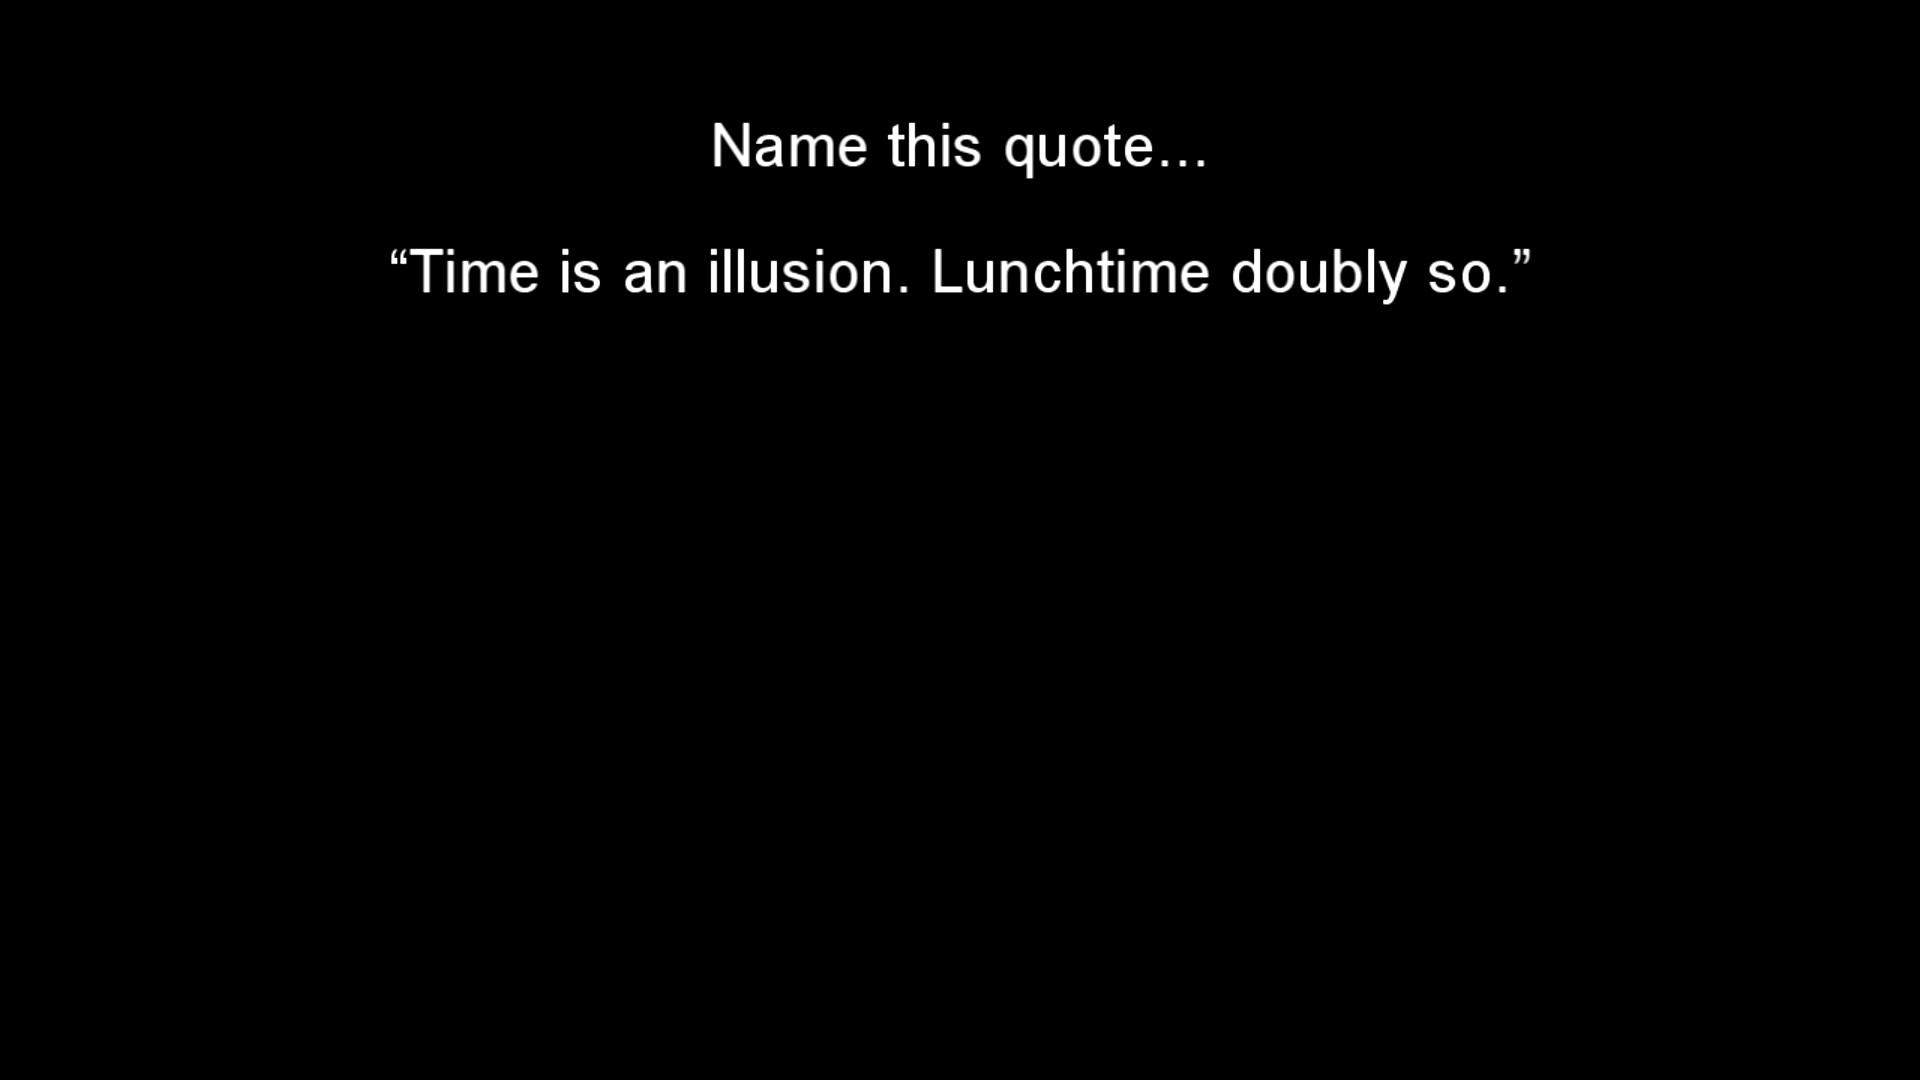 Name this quote...
“Time is an illusion. Lunchtime doubly so.”